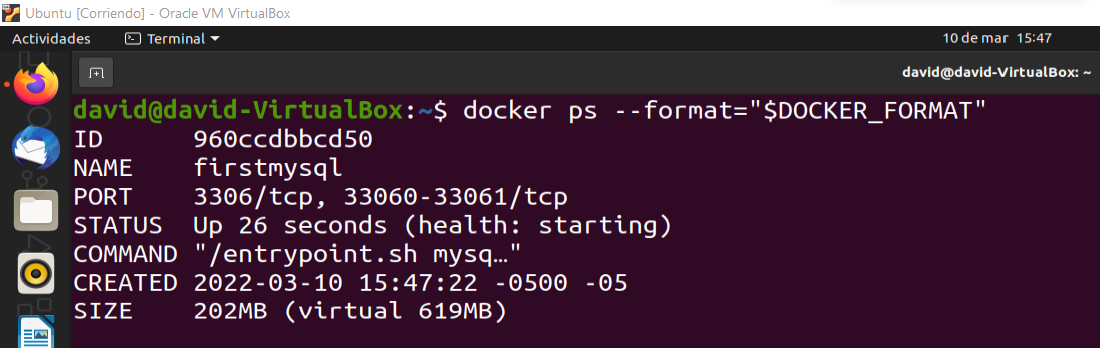 Ubuntu [Corriendo] - Oracle VM VirtualBox
Actividades Terminal 10 de mar 15:47
david@david-VirtualBox: ~
david@david-VirtualBox:~$ docker ps --format="$DOCKER_FORMAT"
ID 960ccdbbcd50
NAME firstmysql
PORT 3306/tcp, 33060-33061/tcp
STATUS Up 26 seconds (health: starting)
COMMAND "/entrypoint.sh mysq…"
CREATED 2022-03-10 15:47:22 -0500 -05
SIZE 202MB (virtual 619MB)